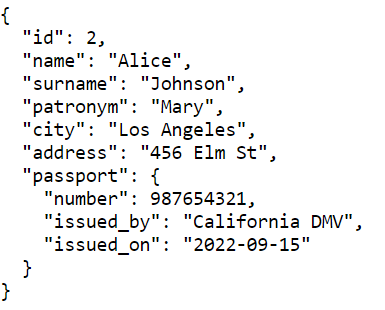 {
  "id": 2,
  "name": "Alice",
  "surname": "Johnson",
  "patronym": "Mary",
  "city": "Los Angeles",
  "address": "456 Elm St",
  "passport": {
    "number": 987654321,
    "issued_by": "California DMV",
    "issued_on": "2022-09-15"
  }
}